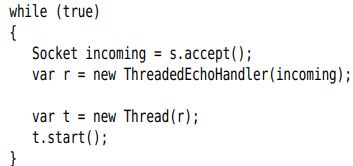 while (true)
{
   Socket incoming = s.accept();
   var r = new ThreadedEchoHandler(incoming);

   var t = new Thread(r);
   t.start();
}